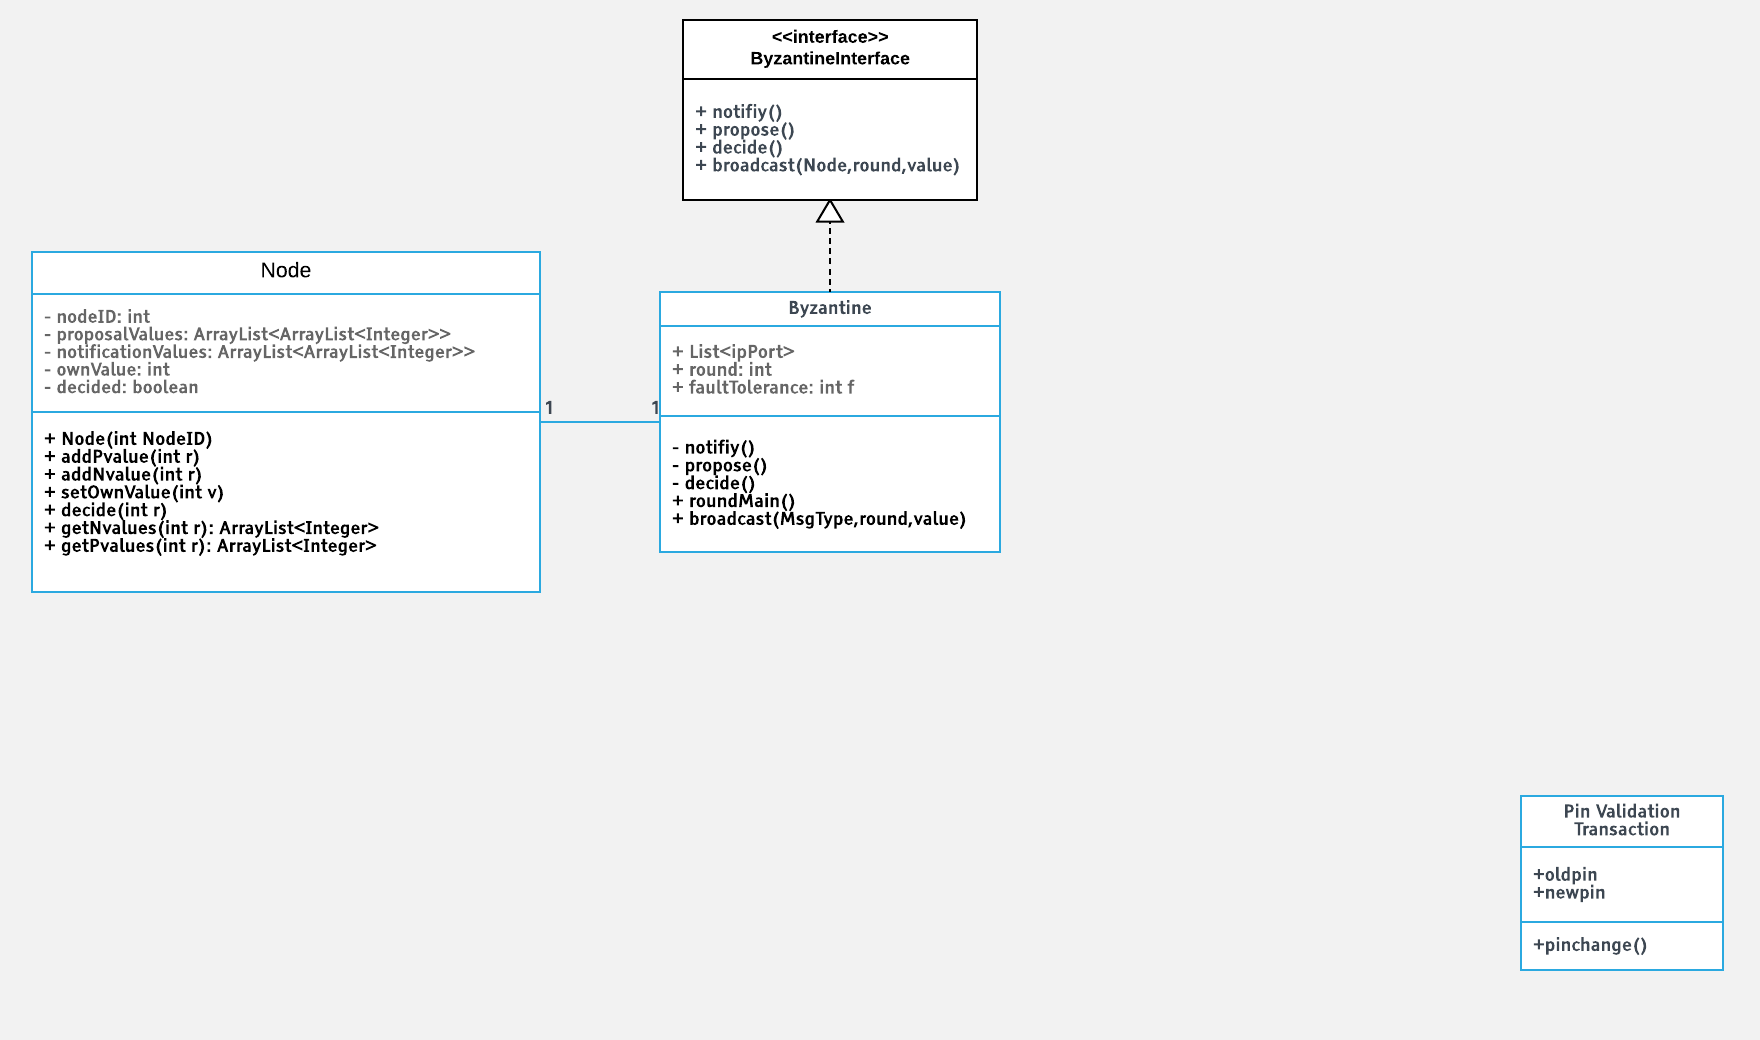 <<interface>>
ByzantineInterface
+ notifiy()
+ propose()
+ decide()
+ broadcast(Node,round,value)
Node
- nodeID: int
- proposalValues: ArrayList<ArrayList<Integer>>
- notificationValues: ArrayList<ArrayList<Integer>>
- ownValue: int
- decided: boolean
+ Node(int NodeID)
+ addPvalue(int r)
+ addNvalue(int r)
+ setOwnValue(int v)
+ decide(int r)
+ getNvalues(int r): ArrayList<Integer>
+ getPvalues(int r): ArrayList<Integer>
1
1
Byzantine
+ List<ipPort>
+ round: int
+ faultTolerance: int f
- notifiy()
- propose()
- decide()
+ roundMain()
+ broadcast(MsgType,round,value)
Pin Validation
Transaction
+oldpin
+newpin
+pinchange()